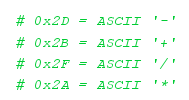 # 0x2D = ASCII '-'
# 0x2B = ASCII '+'
# 0x2F = ASCII '/'
# 0x2A = ASCII '*'